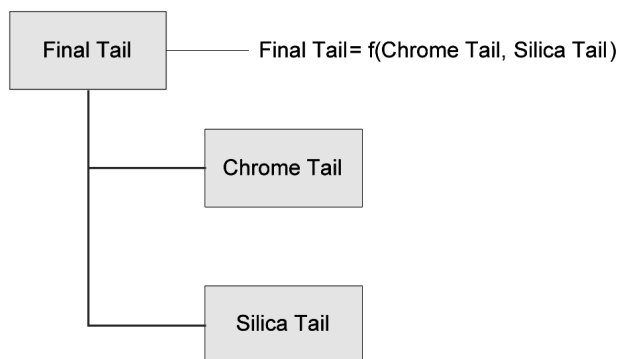 Final Tail
Final Tail= f(Chrome Tail, Silica Tail)
Chrome Tail
Silica Tail